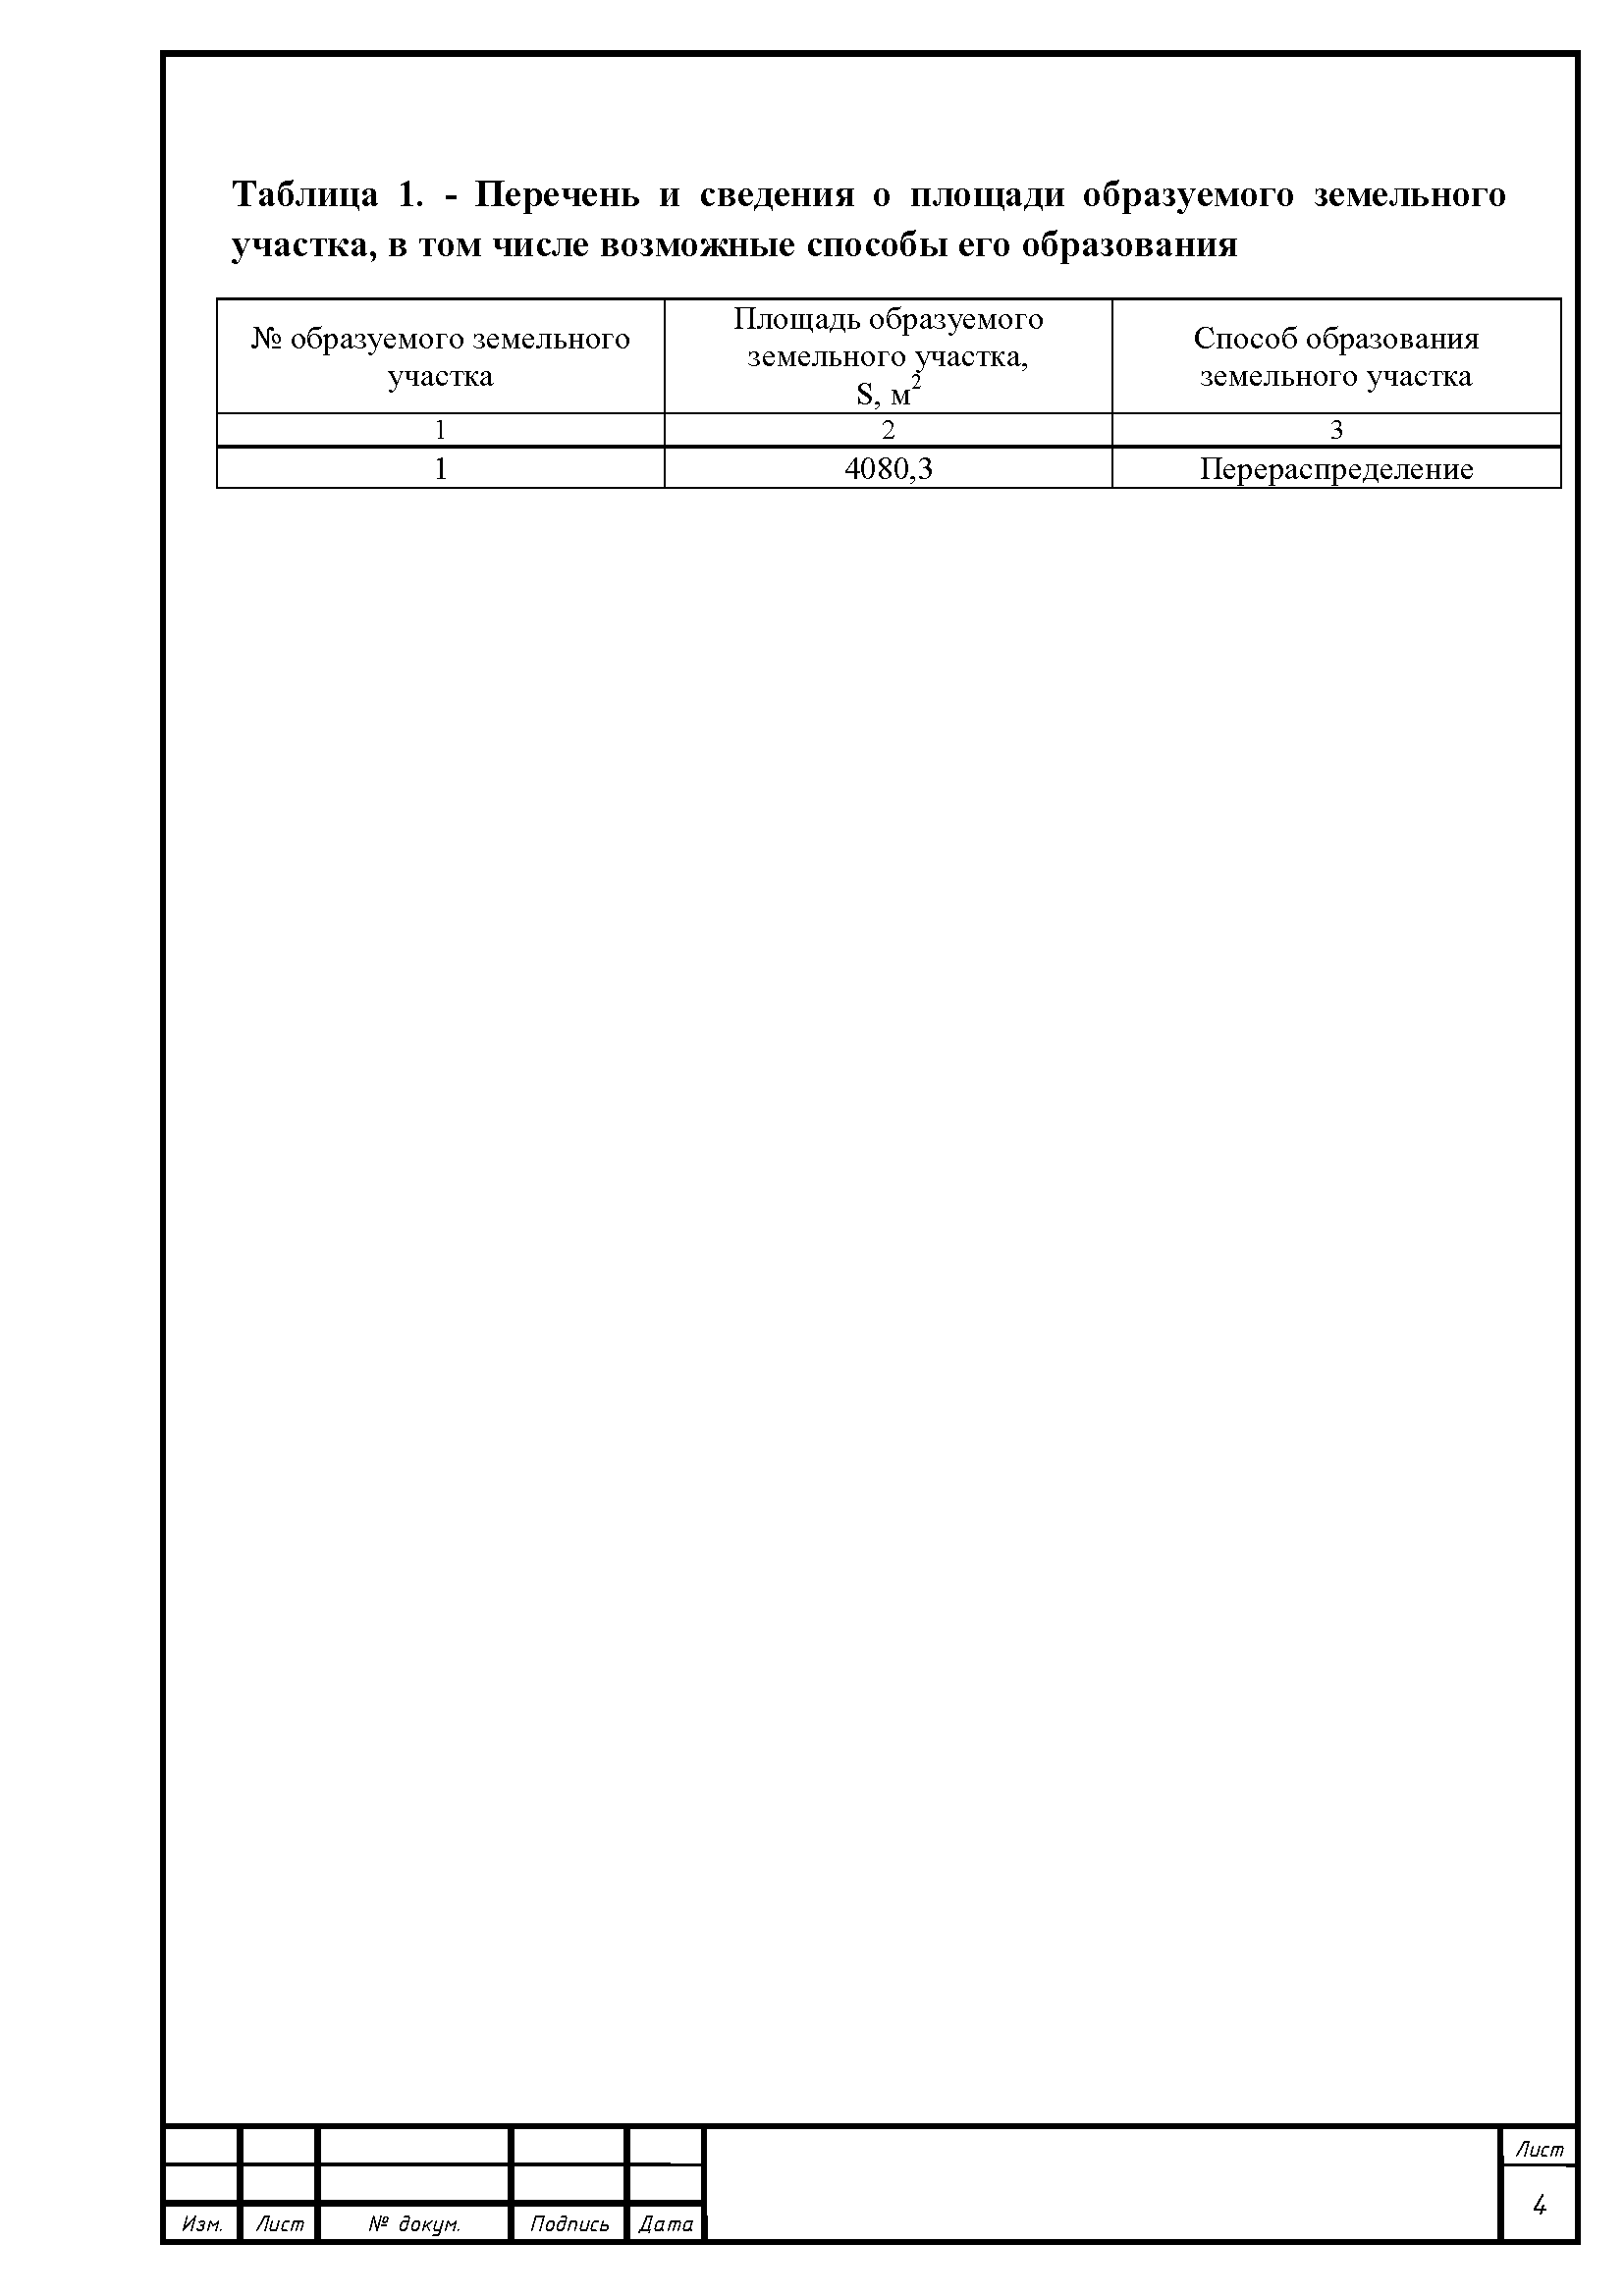 Таблица 1. - Перечень и сведения о площади образуемого земельного
участка, в том числе возможные способы его образования
№ образуемого земельного
участка
Площадь образуемого
земельного участка,
S, м²
Способ образования
земельного участка
1
2
3
1
4080,3
Перераспределение
Лист
4
Изм.
Лист
№ докум.
Подпись
Дата